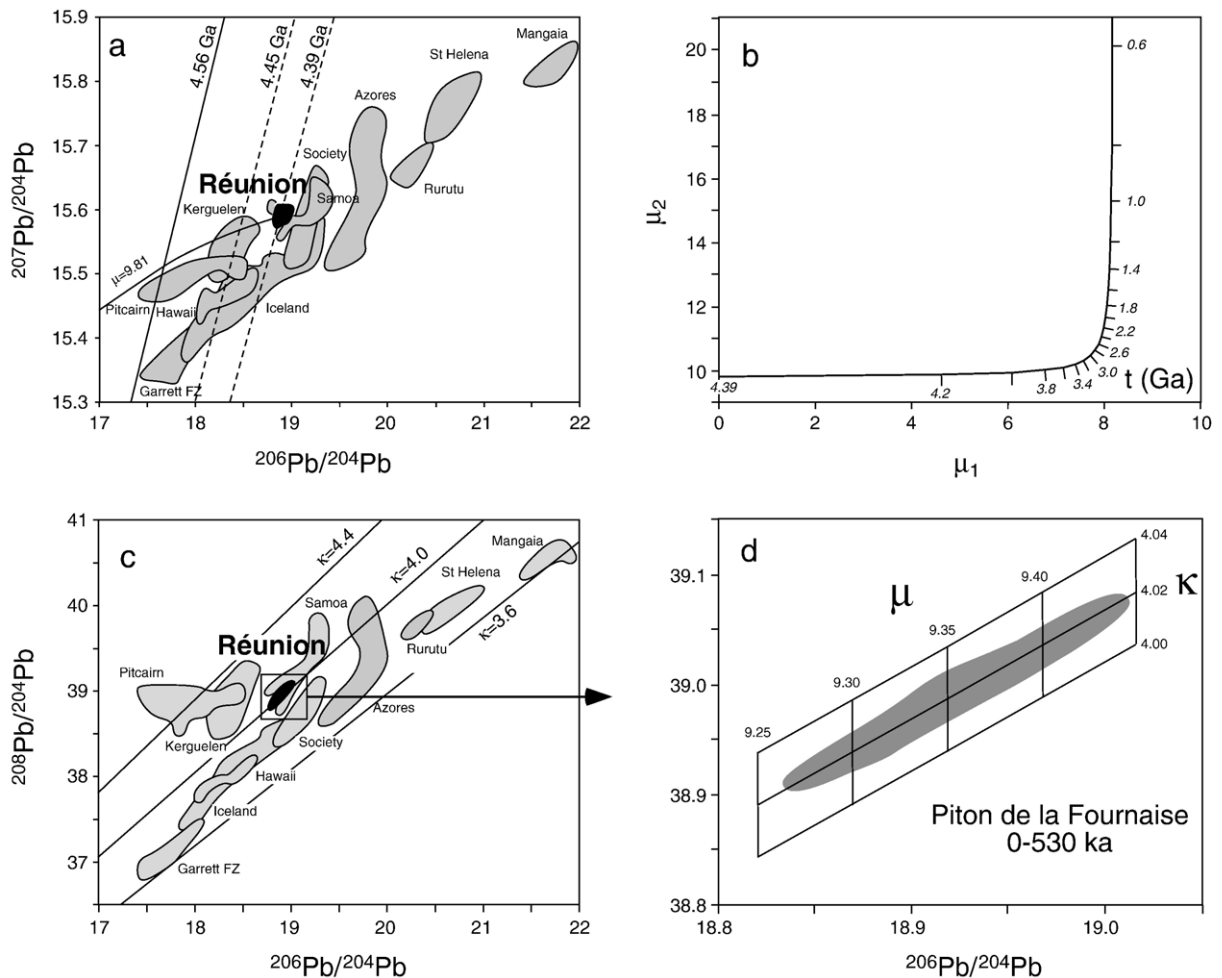 a
15.9
15.8
15.7
15.6
15.5
15.4
15.3
207Pb/204Pb
4.56 Ga
4.45 Ga
4.39 Ga
Mangaia
St Helena
Azores
Society
Réunion
Samoa
Rurutu
Kerguelen
μ=9.81
Pitcairn
Hawaii
Iceland
Garrett FZ
17 18 19 20 21 22
206Pb/204Pb
b
20
18
16
14
12
10
μ2
0.6
1.0
1.4
1.8
2.2
2.6
3.0
3.4
3.8
4.2
4.39
t (Ga)
0 2 4 6 8 10
μ1
c
41
40
39
38
37
208Pb/204Pb
κ=4.4
κ=4.0
κ=3.6
Mangaia
St Helena
Samoa
Réunion
Rurutu
Pitcairn
Azores
Kerguelen
Society
Hawaii
Iceland
Garrett FZ
17 18 19 20 21 22
206Pb/204Pb
d
39.1
39.0
38.9
38.8
4.04
4.02
4.00
κ
μ
9.40
9.35
9.30
9.25
Piton de la Fournaise
0-530 ka
18.8 18.9 19.0
206Pb/204Pb